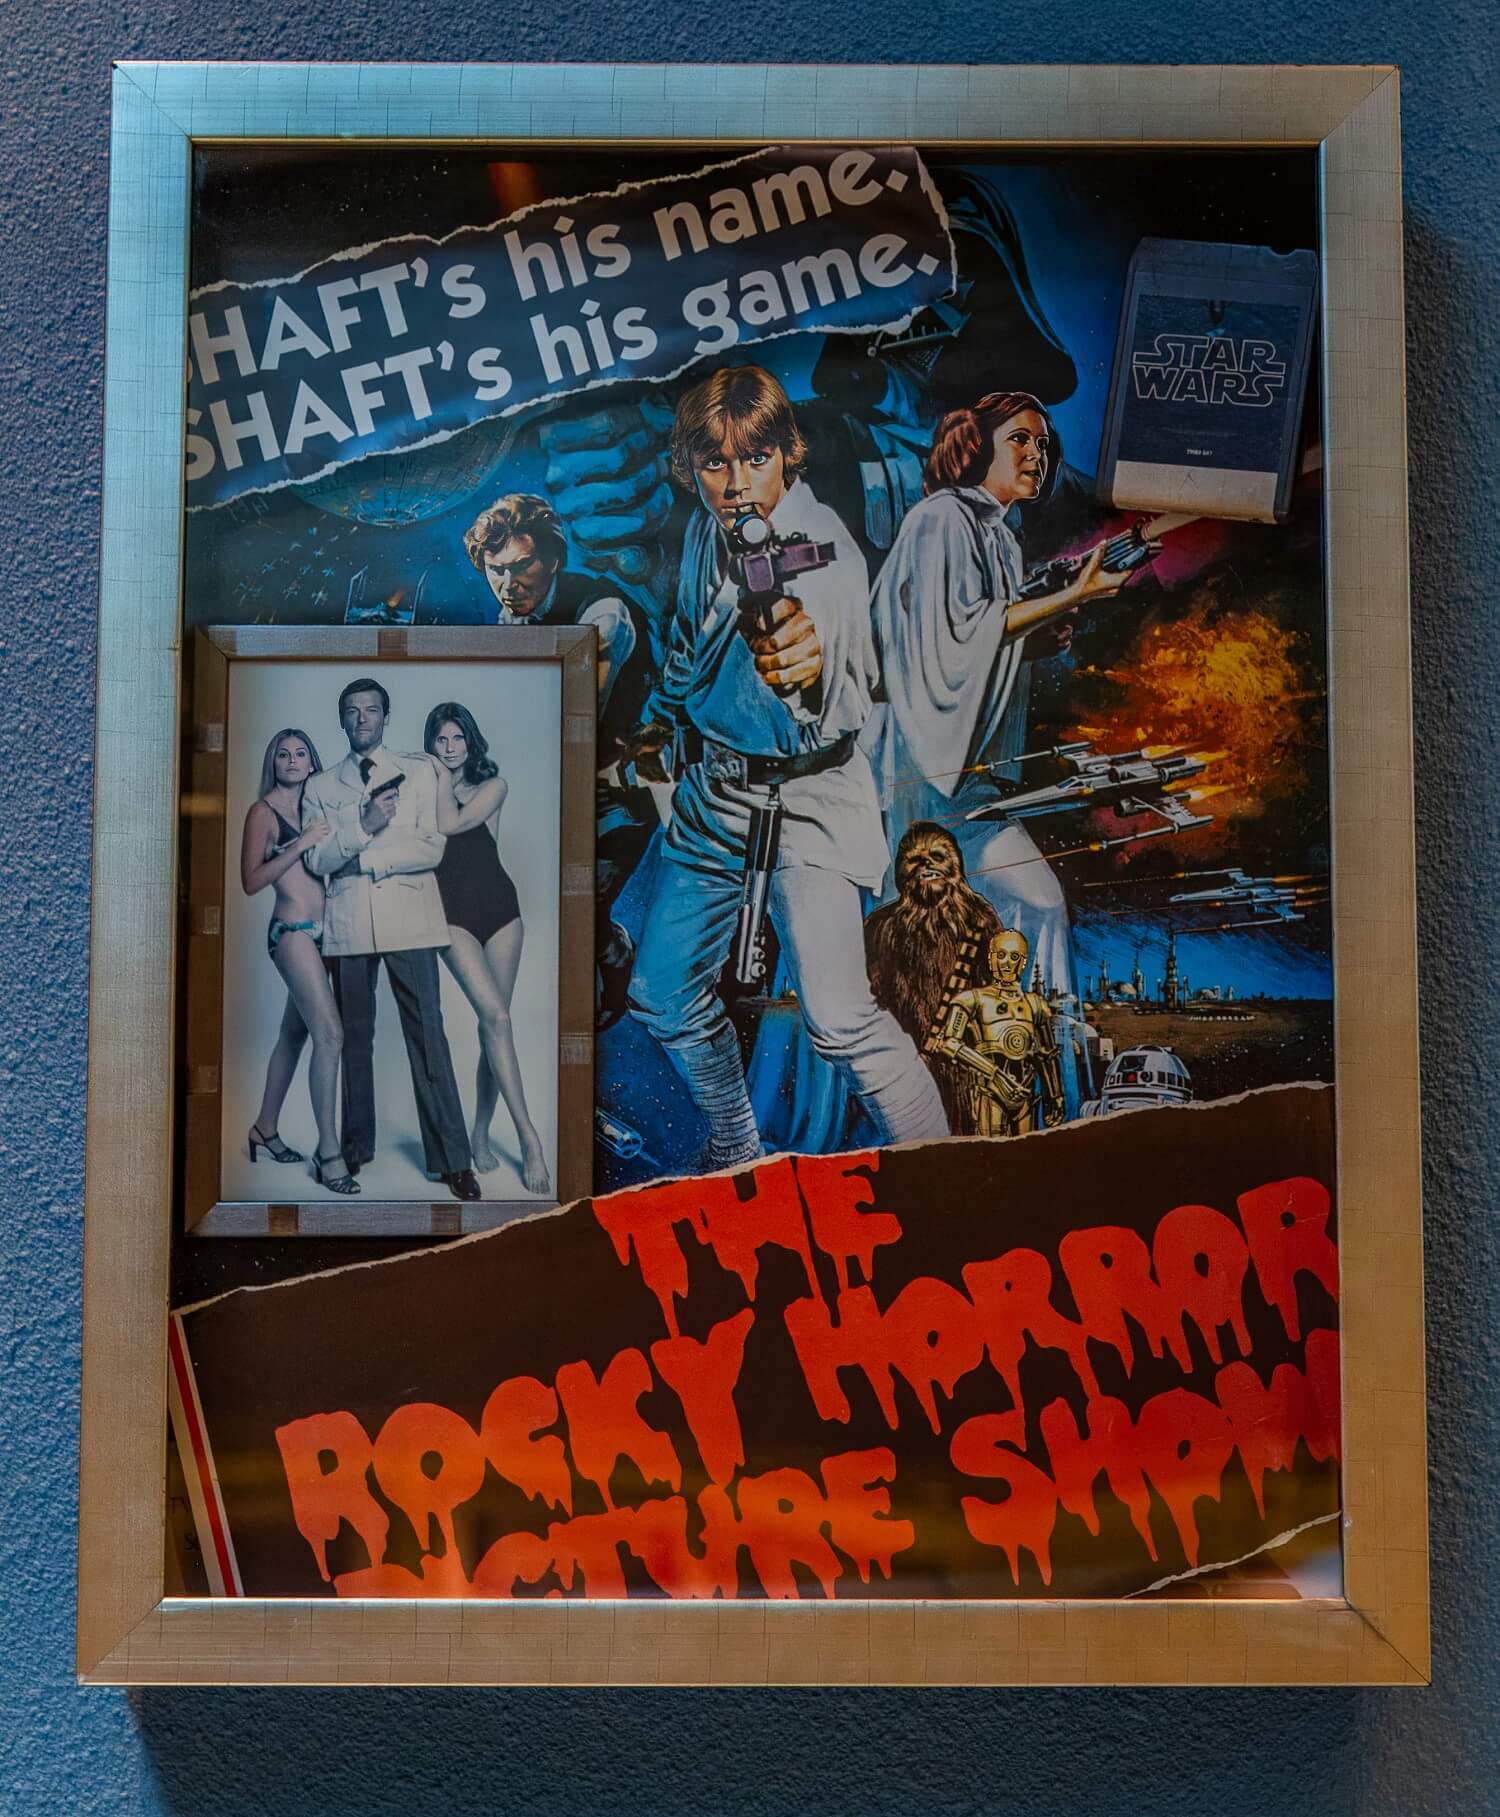 SHAFT's his name.
SHAFT's his game.
STAR
WARS
THE
ROCKY HORROR
PICTURE SHOW